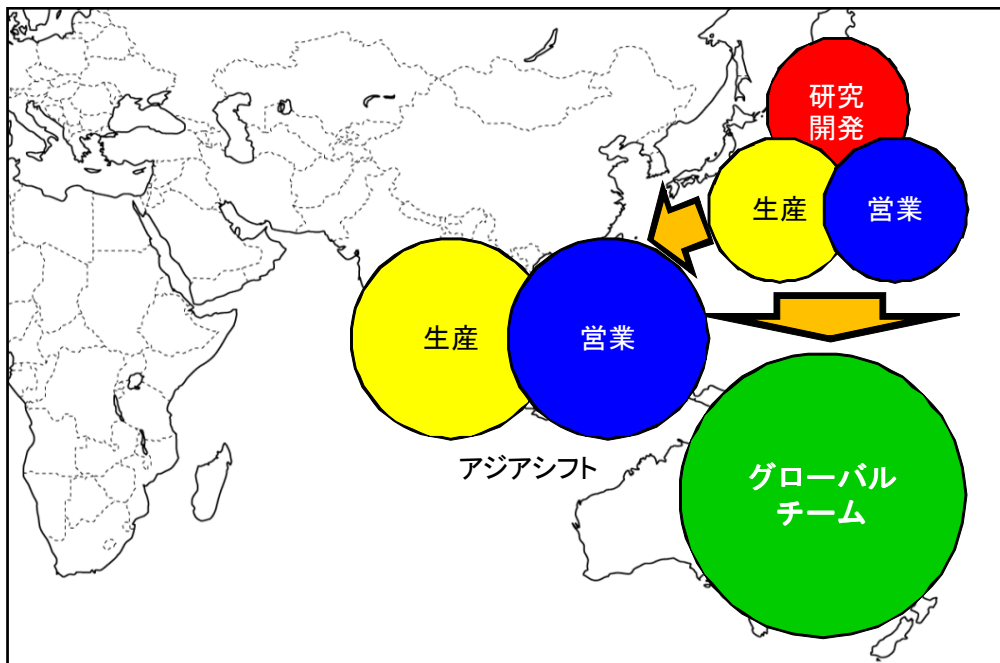 研究
開発
生産
営業
生産
営業
アジアシフト
グローバル
チーム